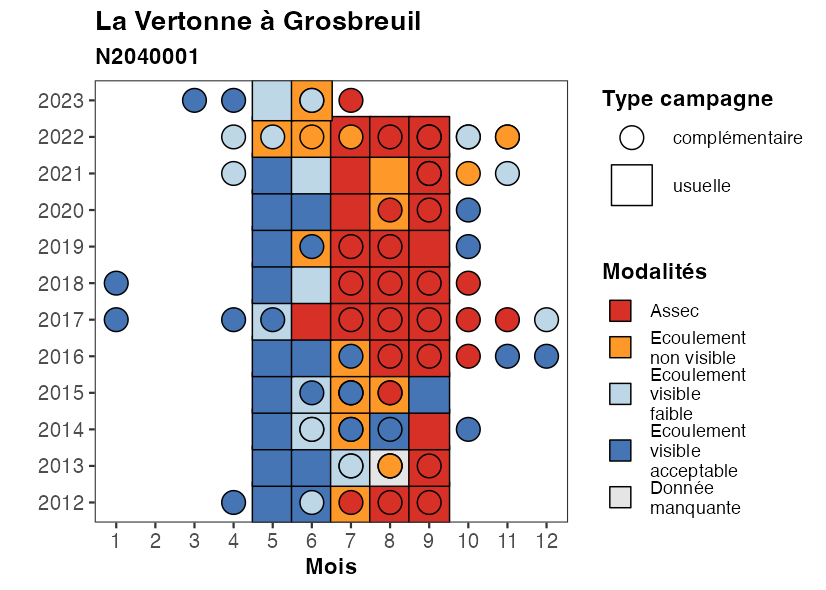 La Vertonne à Grosbreuil
N2040001
2023
2022
2021
2020
2019
2018
2017
2016
2015
2014
2013
2012
1 2 3 4 5 6 7 8 9 10 11 12
Mois
Type campagne
complémentaire
usuelle
Modalités
Assec
Ecoulement
non visible
Ecoulement
visible
faible
Ecoulement
visible
acceptable
Donnée
manquante